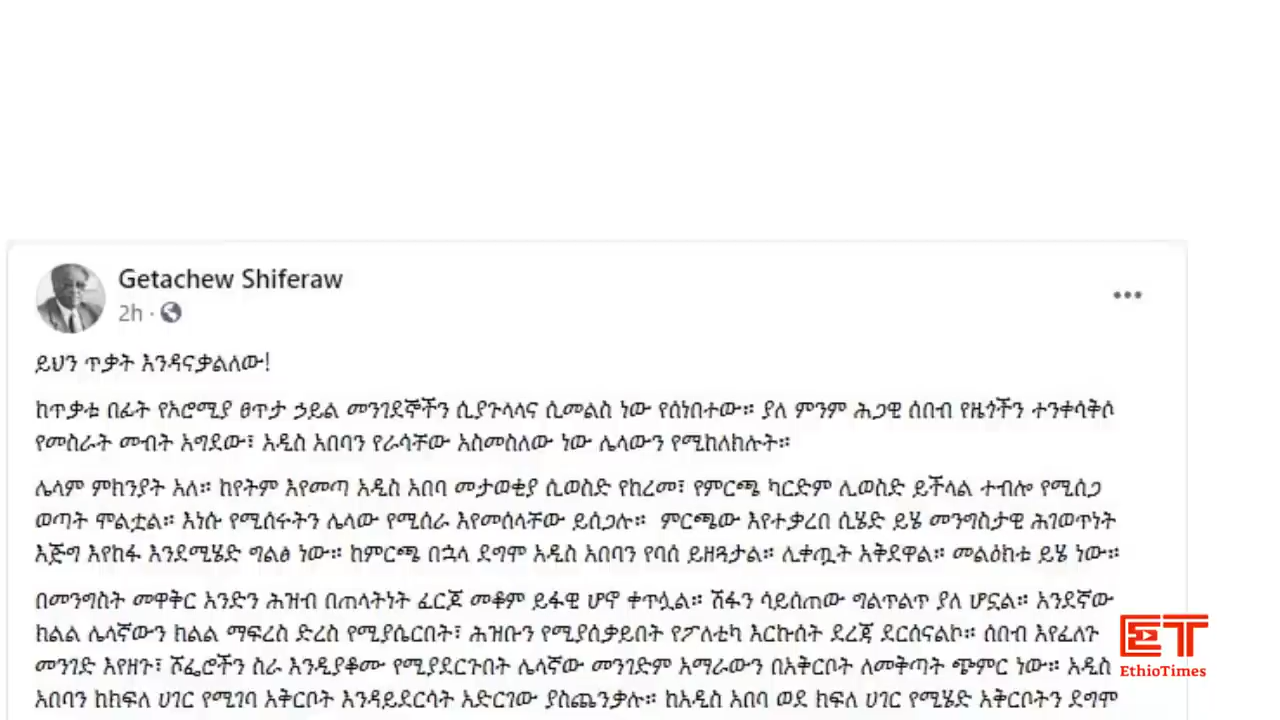 Getachew Shiferaw
2h ·
ይህን ጥቃት እንዳናቃልለው!
ከጥቃቱ በፊት የኦሮሚያ ፀጥታ ኃይል መንገደኞችን ሲያጉላላና ሲመልስ ነው የሰነበተው። ያለ ምንም ሕጋዊ ሰበብ የዜጎችን ተንቀሳቅሶ
የመስራት መብት አግደው፣ አዲስ አበባን የራሳቸው አስመስለው ነው ሌላውን የሚከለክሉት።
ሌላም ምክንያት አለ። ከየትም እየመጣ አዲስ አበባ መታወቂያ ሲወስድ የከረመ፣ የምርጫ ካርድም ሊወስድ ይችላል ተብሎ የሚሰጋ
ወጣት ሞልቷል። እነሱ የሚሰሩትን ሌላው የሚሰራ እየመሰላቸው ይሰጋሉ። ምርጫው እየተቃረበ ሲሄድ ይሄ መንግስታዊ ሕገወጥነት
እጅግ እየከፋ እንደሚሄድ ግልፅ ነው። ከምርጫ በኋላ ደግሞ አዲስ አበባን የባሰ ይዘጓታል። ሊቀጧት አቅደዋል። መልዕክቱ ይሄ ነው።
በመንግስት መዋቅር አንድን ሕዝብ በጠላትነት ፈርጆ መቆም ይፋዊ ሆኖ ቀጥሏል። ሽፋን ሳይሰጠው ግልጥልጥ ያለ ሆኗል። አንደኛው
ክልል ሌላኛውን ክልል ማፍረስ ድረስ የሚያሴርበት፣ ሕዝቡን የሚያሰቃይበት የፖለቲካ እርኩሰት ደረጃ ደርሰናልኮ። ሰበብ እየፈለጉ
መንገድ እየዘጉ፣ ሾፌሮችን ስራ እንዲያቆሙ የሚያደርጉበት ሌላኛው መንገድም አማራውን በአቅርቦት ለመቅጣት ጭምር ነው። አዲስ
አበባን ከክፍለ ሀገር የሚገባ አቅርቦት እንዳይደርሳት አድርገው ያስጨንቃሉ። ከአዲስ አበባ ወደ ክፍለ ሀገር የሚሄድ አቅርቦትን ደግሞ
ET
EthioTimes